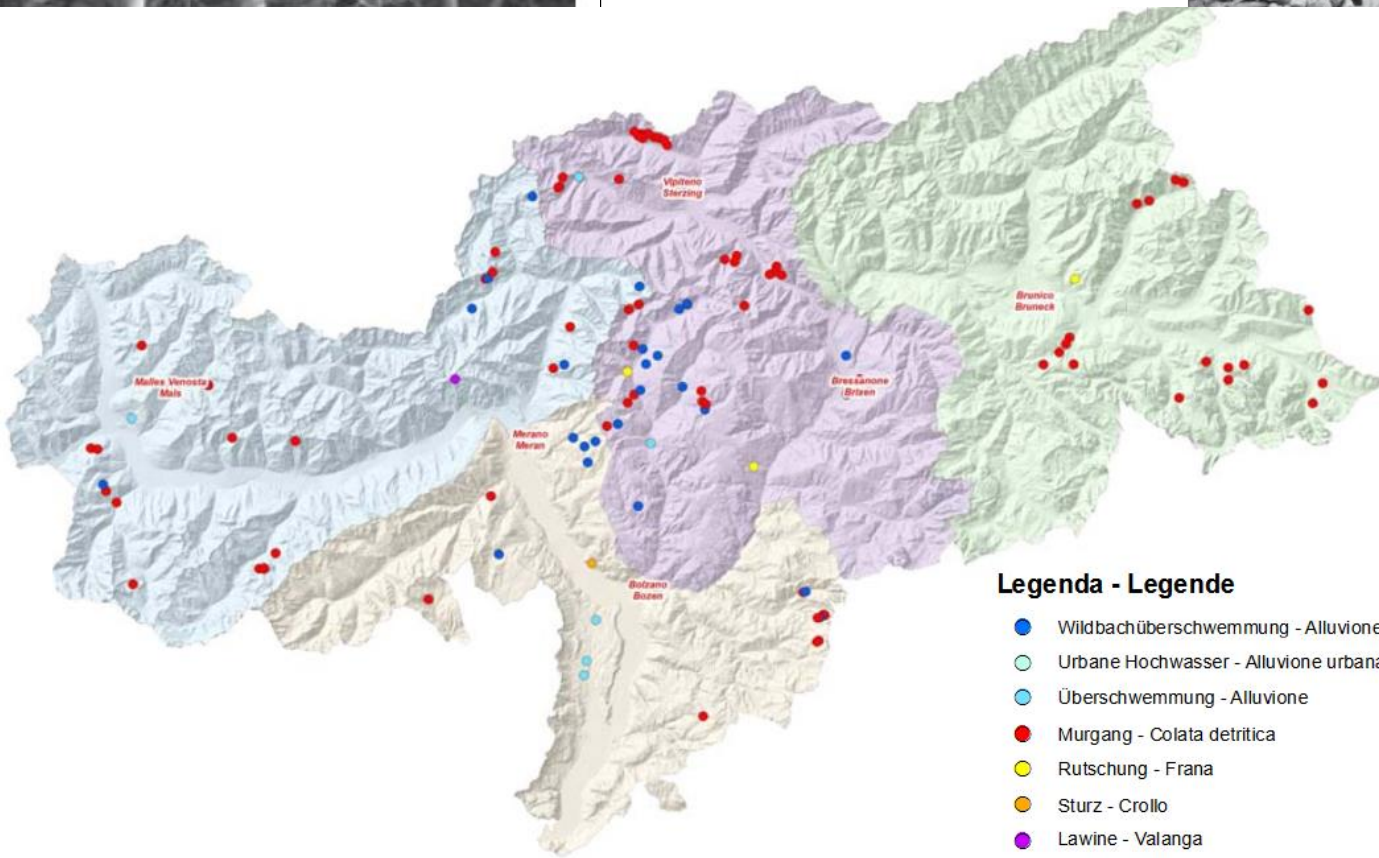 Vipiteno
Sterzing
Brunico
Bruneck
Malles Venosta
Mals
Bressanone
Brixen
Merano
Meran
Bolzano
Bozen
Legenda - Legende
Wildbachüberschwemmung - Alluvione
Urbane Hochwasser - Alluvione urbana
Überschwemmung - Alluvione
Murgang - Colata detritica
Rutschung - Frana
Sturz - Crollo
Lawine - Valanga